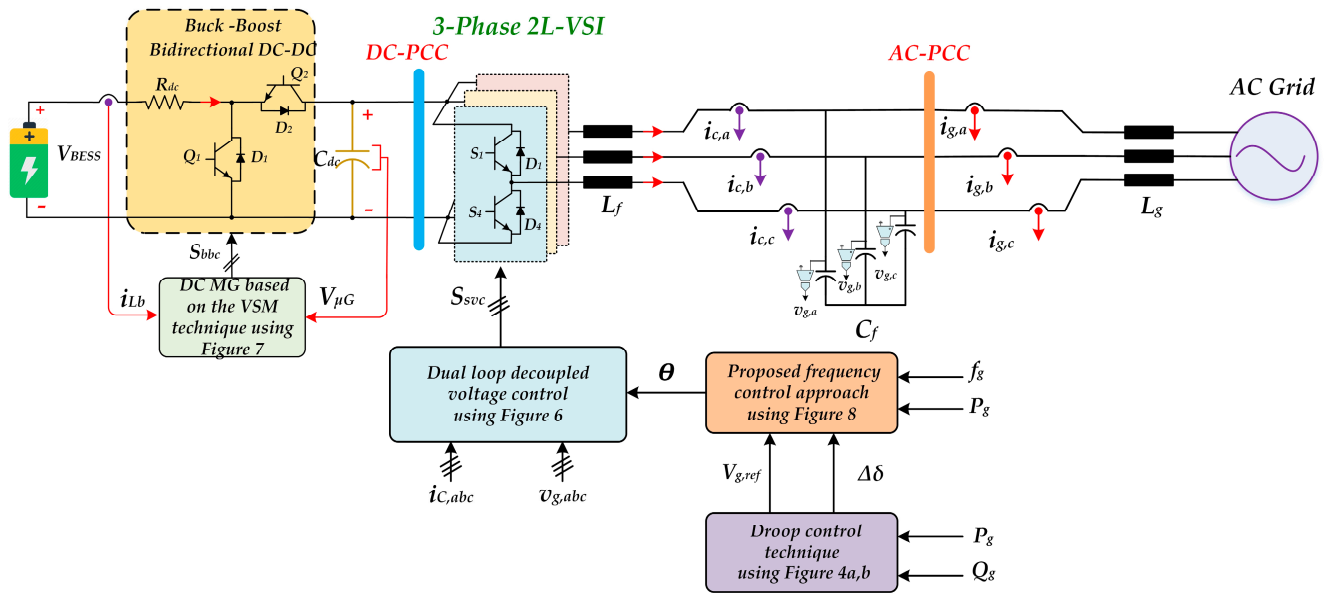 Buck -Boost
Bidirectional DC-DC
3-Phase 2L-VSI
DC-PCC
AC-PCC
AC Grid
Rdc
Q2
D2
Q1
D1
+
-
VBESS
+
Cdc
–
S1
D1
S4
D4
Lf
ic,a
ic,b
ic,c
ig,a
ig,b
ig,c
Lg
vg,a
vg,b
vg,c
Cf
Sbbc
iLb
VμG
DC MG based
on the VSM
technique using
Figure 7
Ssvc
Dual loop decoupled
voltage control
using Figure 6
θ
Proposed frequency
control approach
using Figure 8
fg
Pg
iC,abc
vg,abc
Vg,ref
Δδ
Droop control
technique
using Figure 4a,b
Pg
Qg